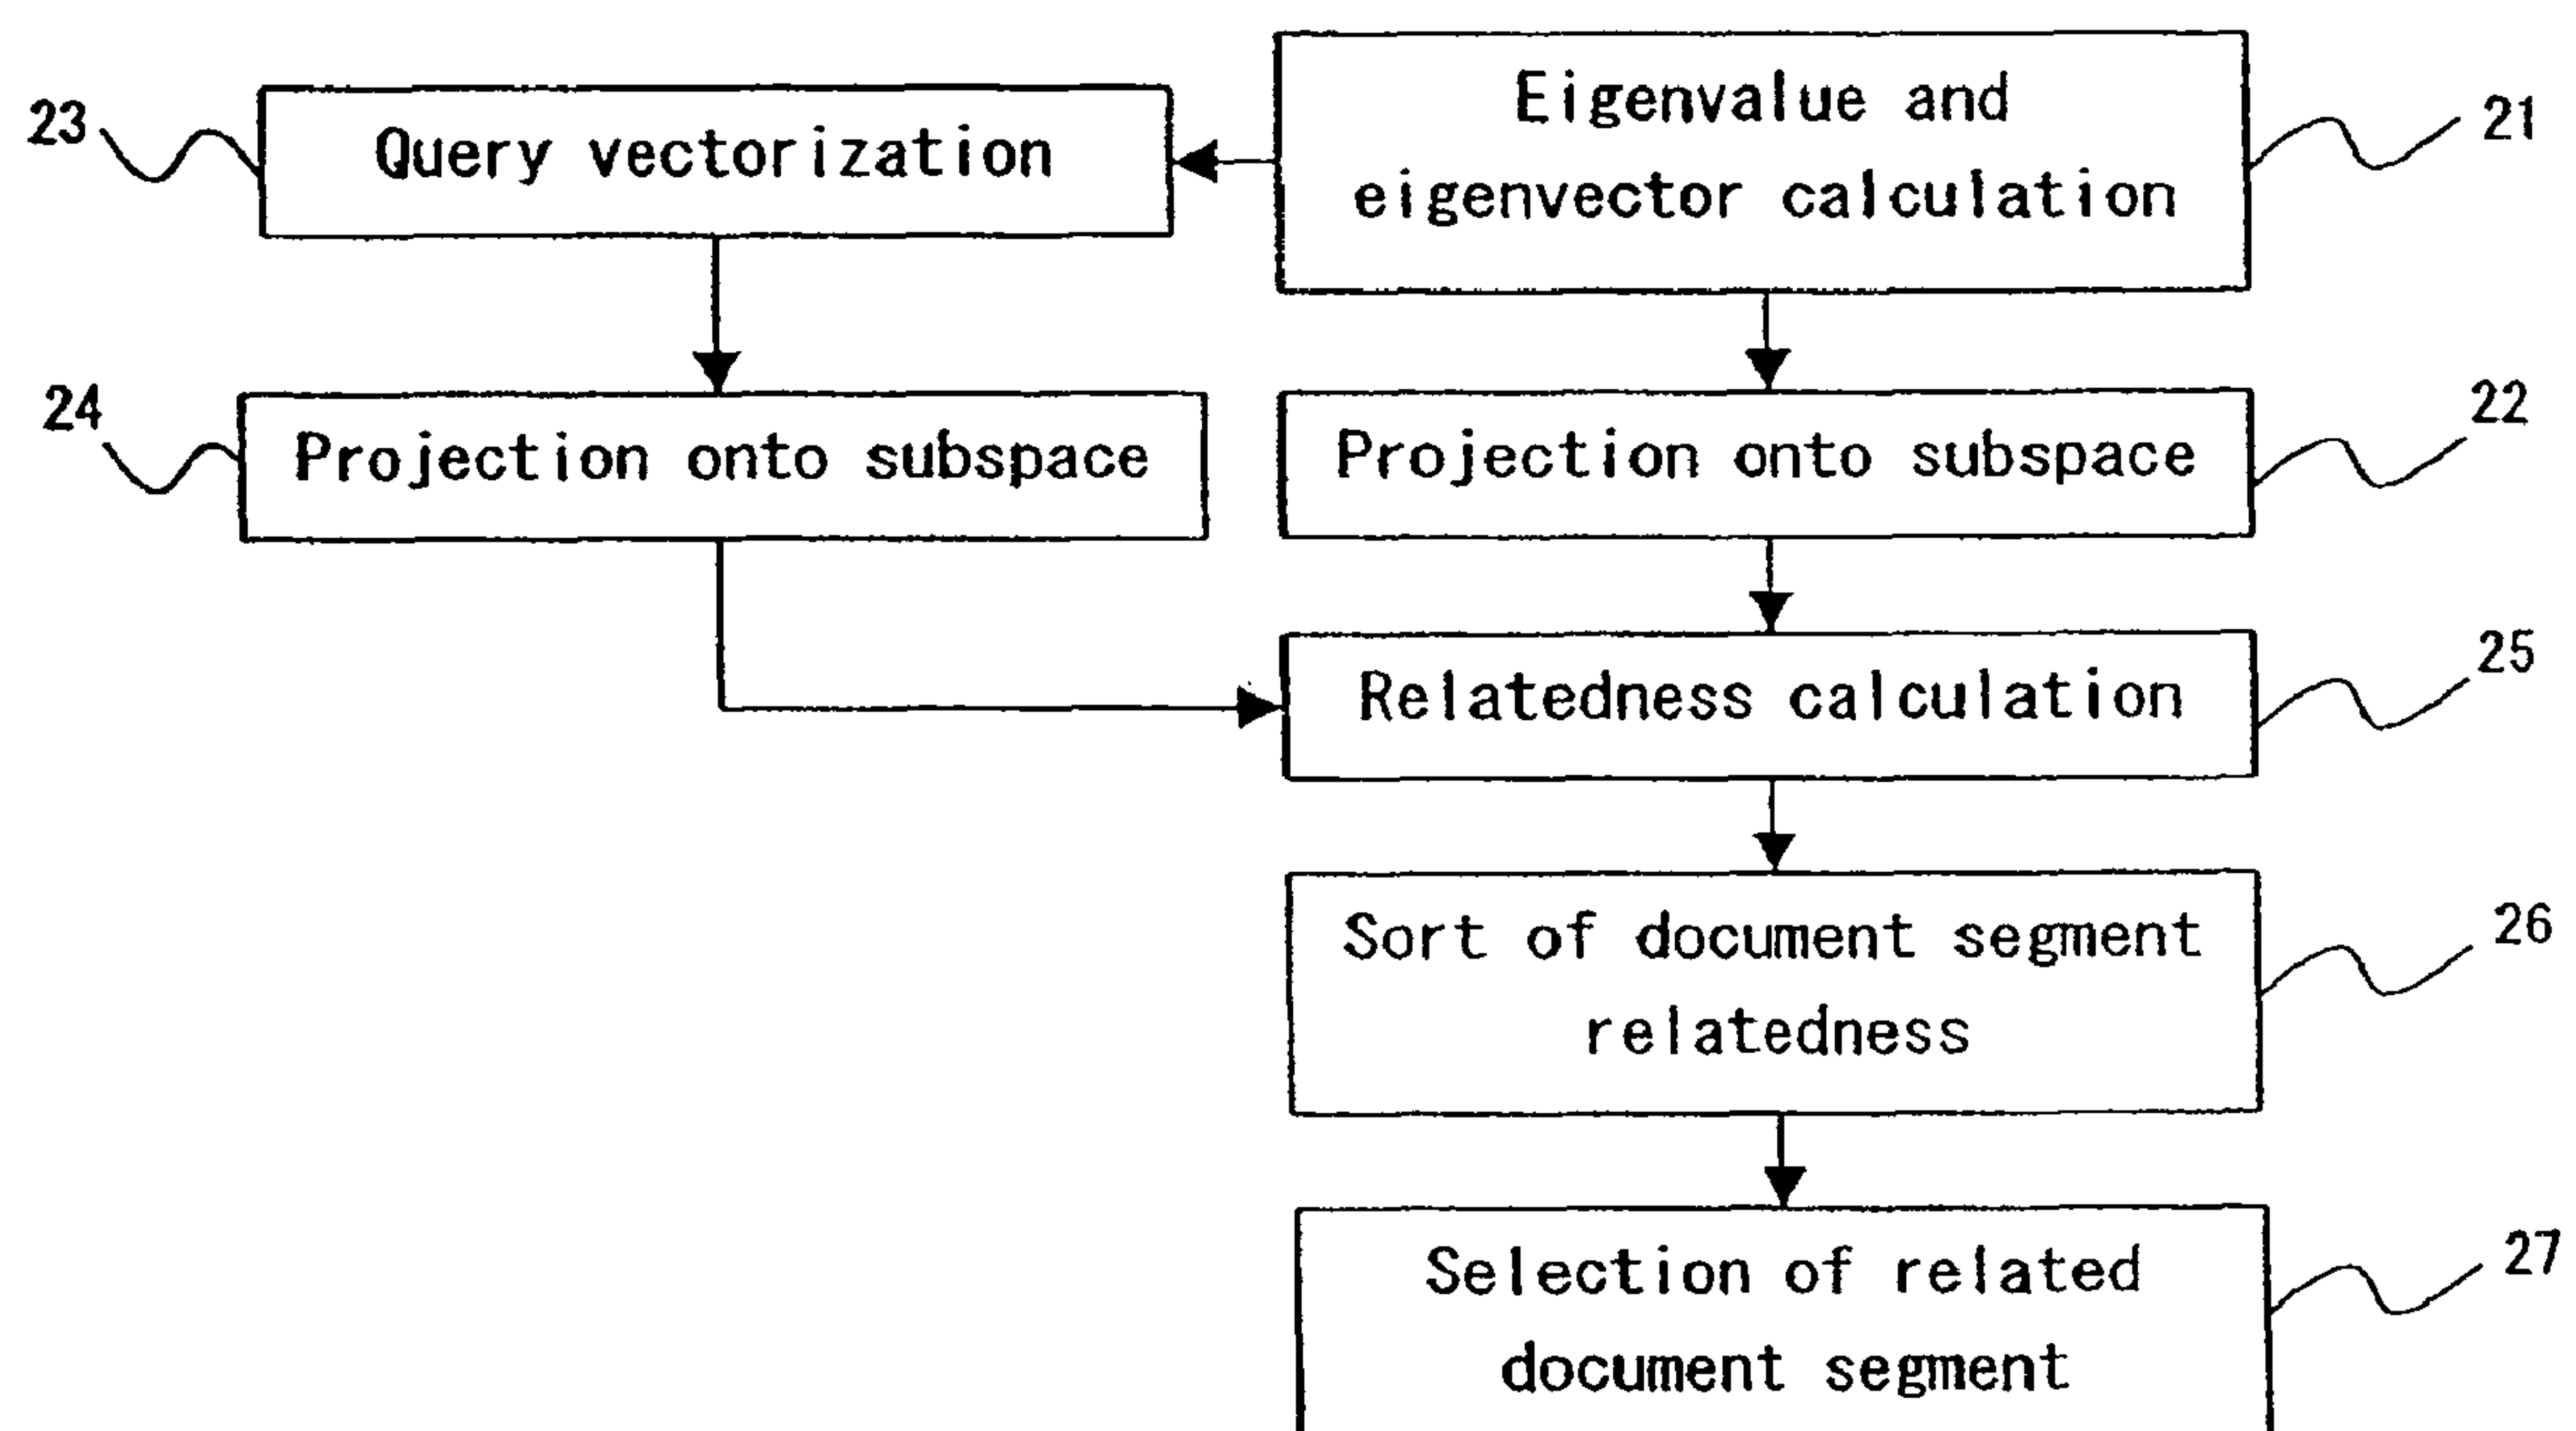 23
Query vectorization
Eigenvalue and
eigenvector calculation
21
24
Projection onto subspace
Projection onto subspace
22
Relatedness calculation
25
Sort of document segment
relatedness
26
Selection of related
document segment
27